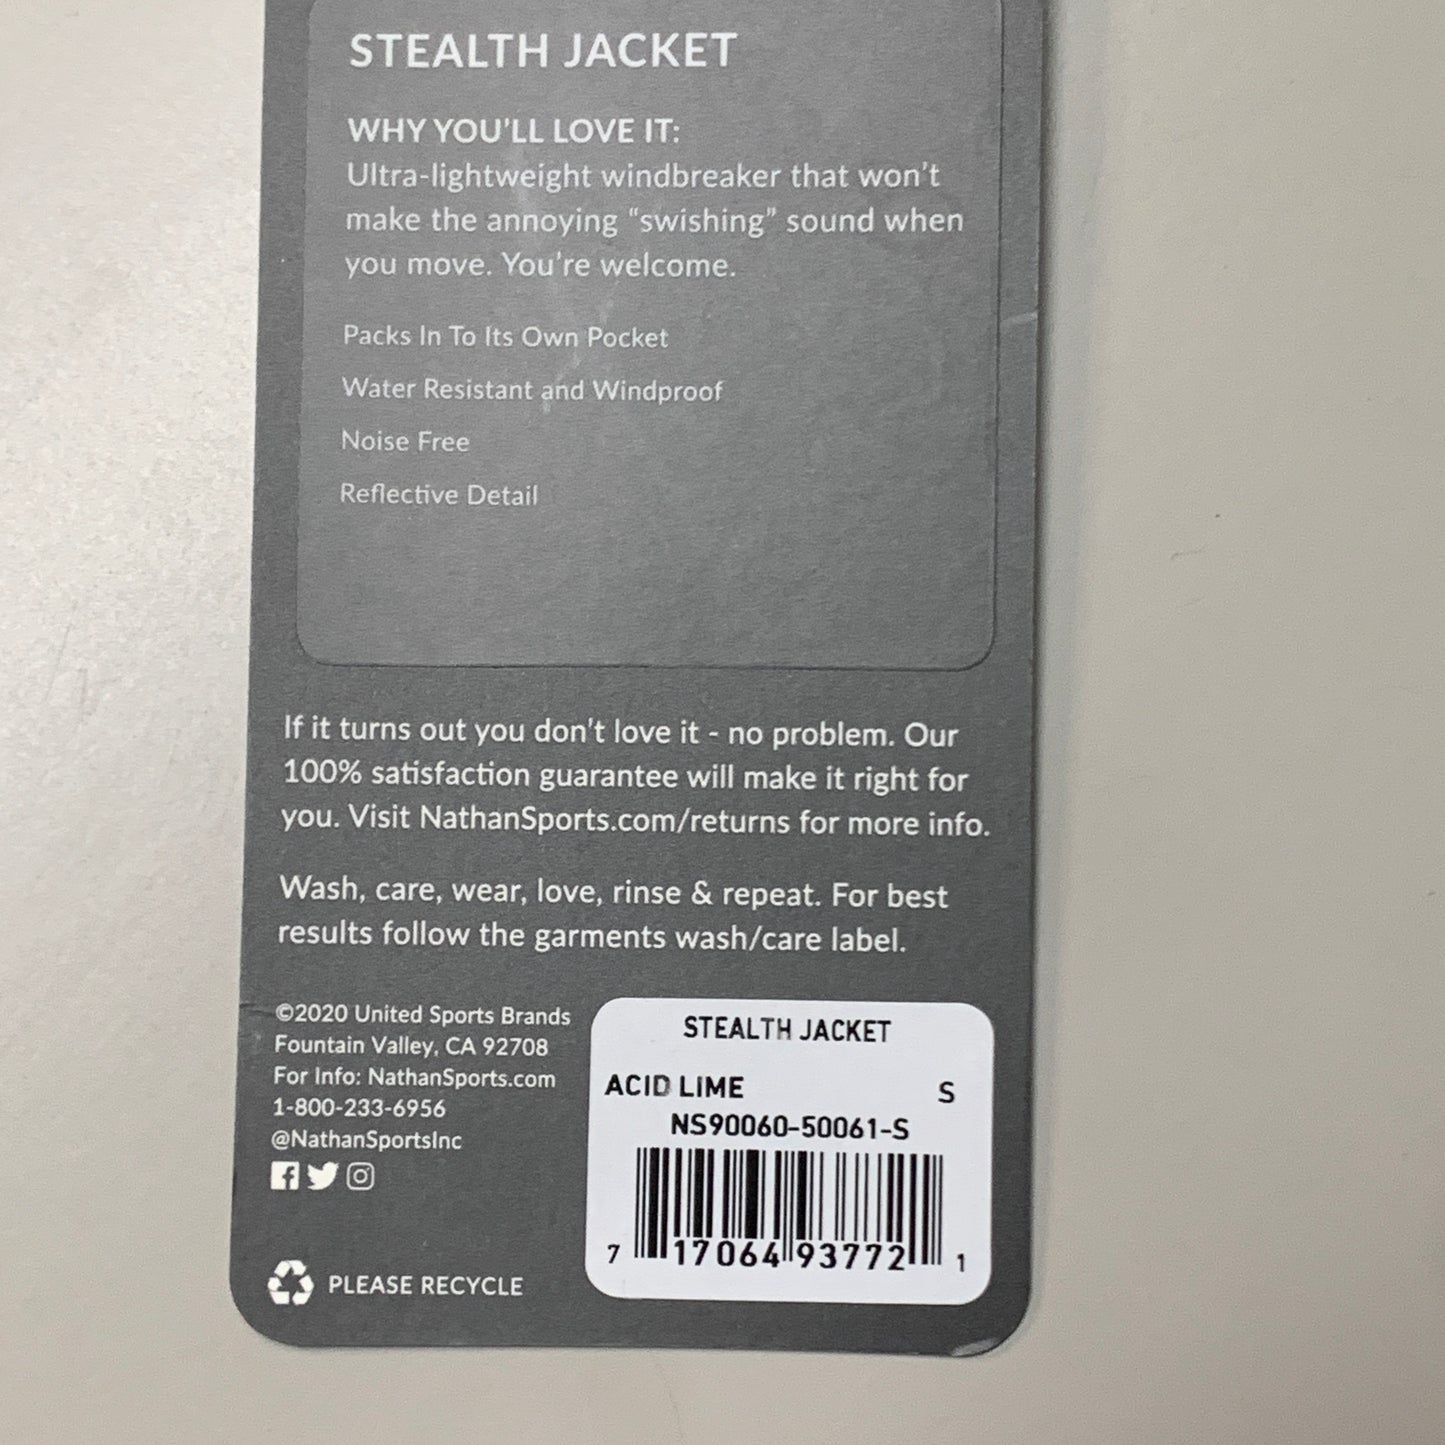 STEALTH JACKET
WHY YOU'LL LOVE IT:
Ultra-lightweight windbreaker that won't
make the annoying “swishing” sound when
you move. You're welcome.
Packs In To Its Own Pocket
Water Resistant and Windproof
Noise Free
Reflective Detail
If it turns out you don't love it - no problem. Our
100% satisfaction guarantee will make it right for
you. Visit NathanSports.com/returns for more info.
Wash, care, wear, love, rinse & repeat. For best
results follow the garments wash/care label.
©2020 United Sports Brands
Fountain Valley, CA 92708
For Info: NathanSports.com
1-800-233-6956
@NathanSportsInc
PLEASE RECYCLE
STEALTH JACKET
ACID LIME S
NS90060-50061-S
7 17064 93772 1